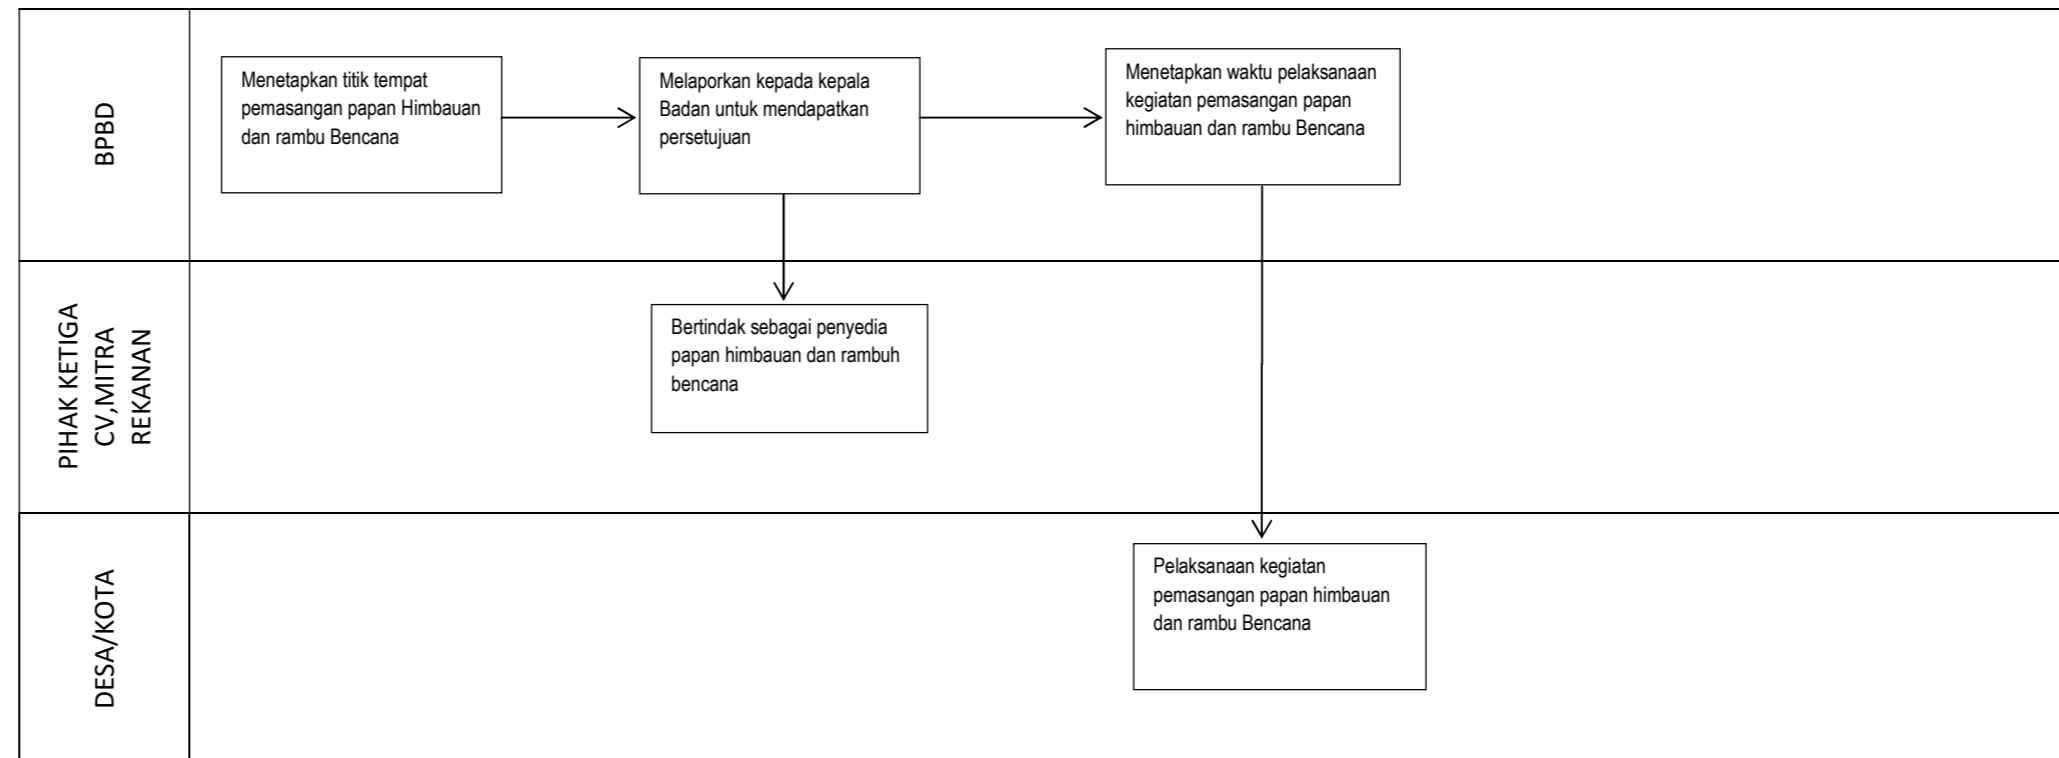 BPBD
Menetapkan titik tempat
pemasangan papan Himbauan
dan rambu Bencana
Melaporkan kepada kepala
Badan untuk mendapatkan
persetujuan
Menetapkan waktu pelaksanaan
kegiatan pemasangan papan
himbauan dan rambu Bencana
PIHAK KETIGA
CV,MITRA
REKANAN
Bertindak sebagai penyedia
papan himbauan dan rambuh
bencana
DESA/KOTA
Pelaksanaan kegiatan
pemasangan papan himbauan
dan rambu Bencana